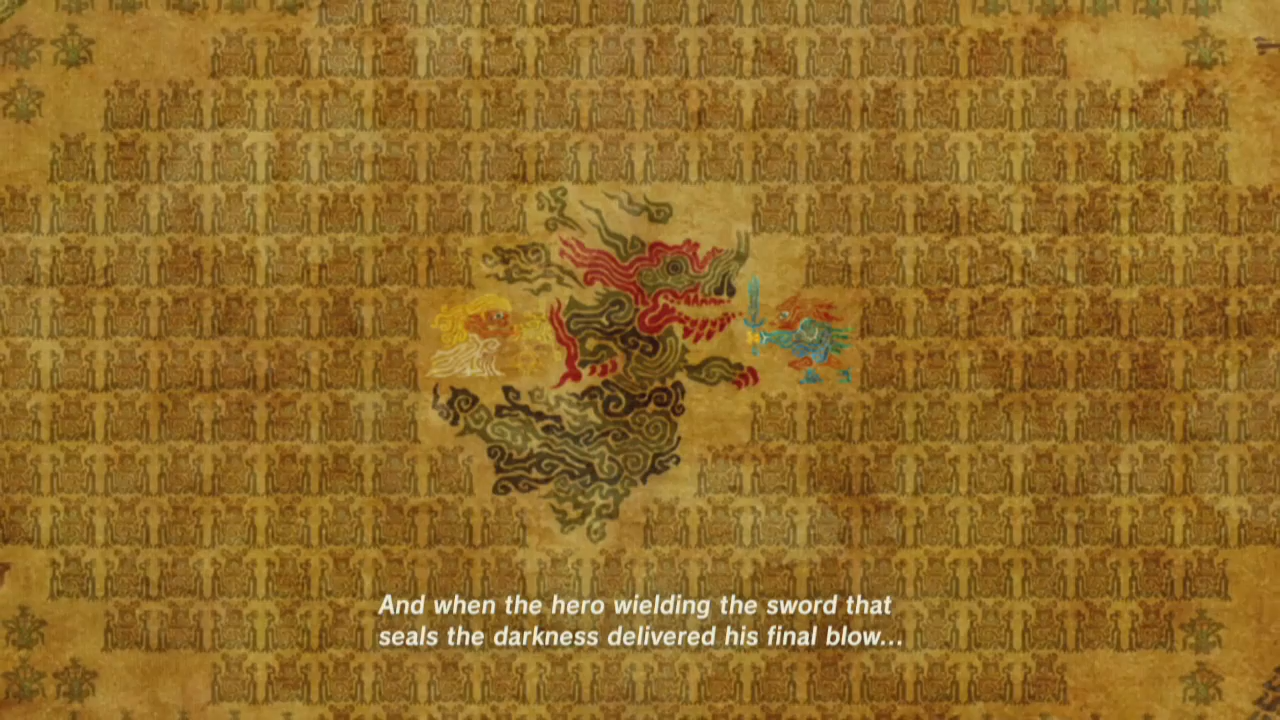 And when the hero wielding the sword that
seals the darkness delivered his final blow...